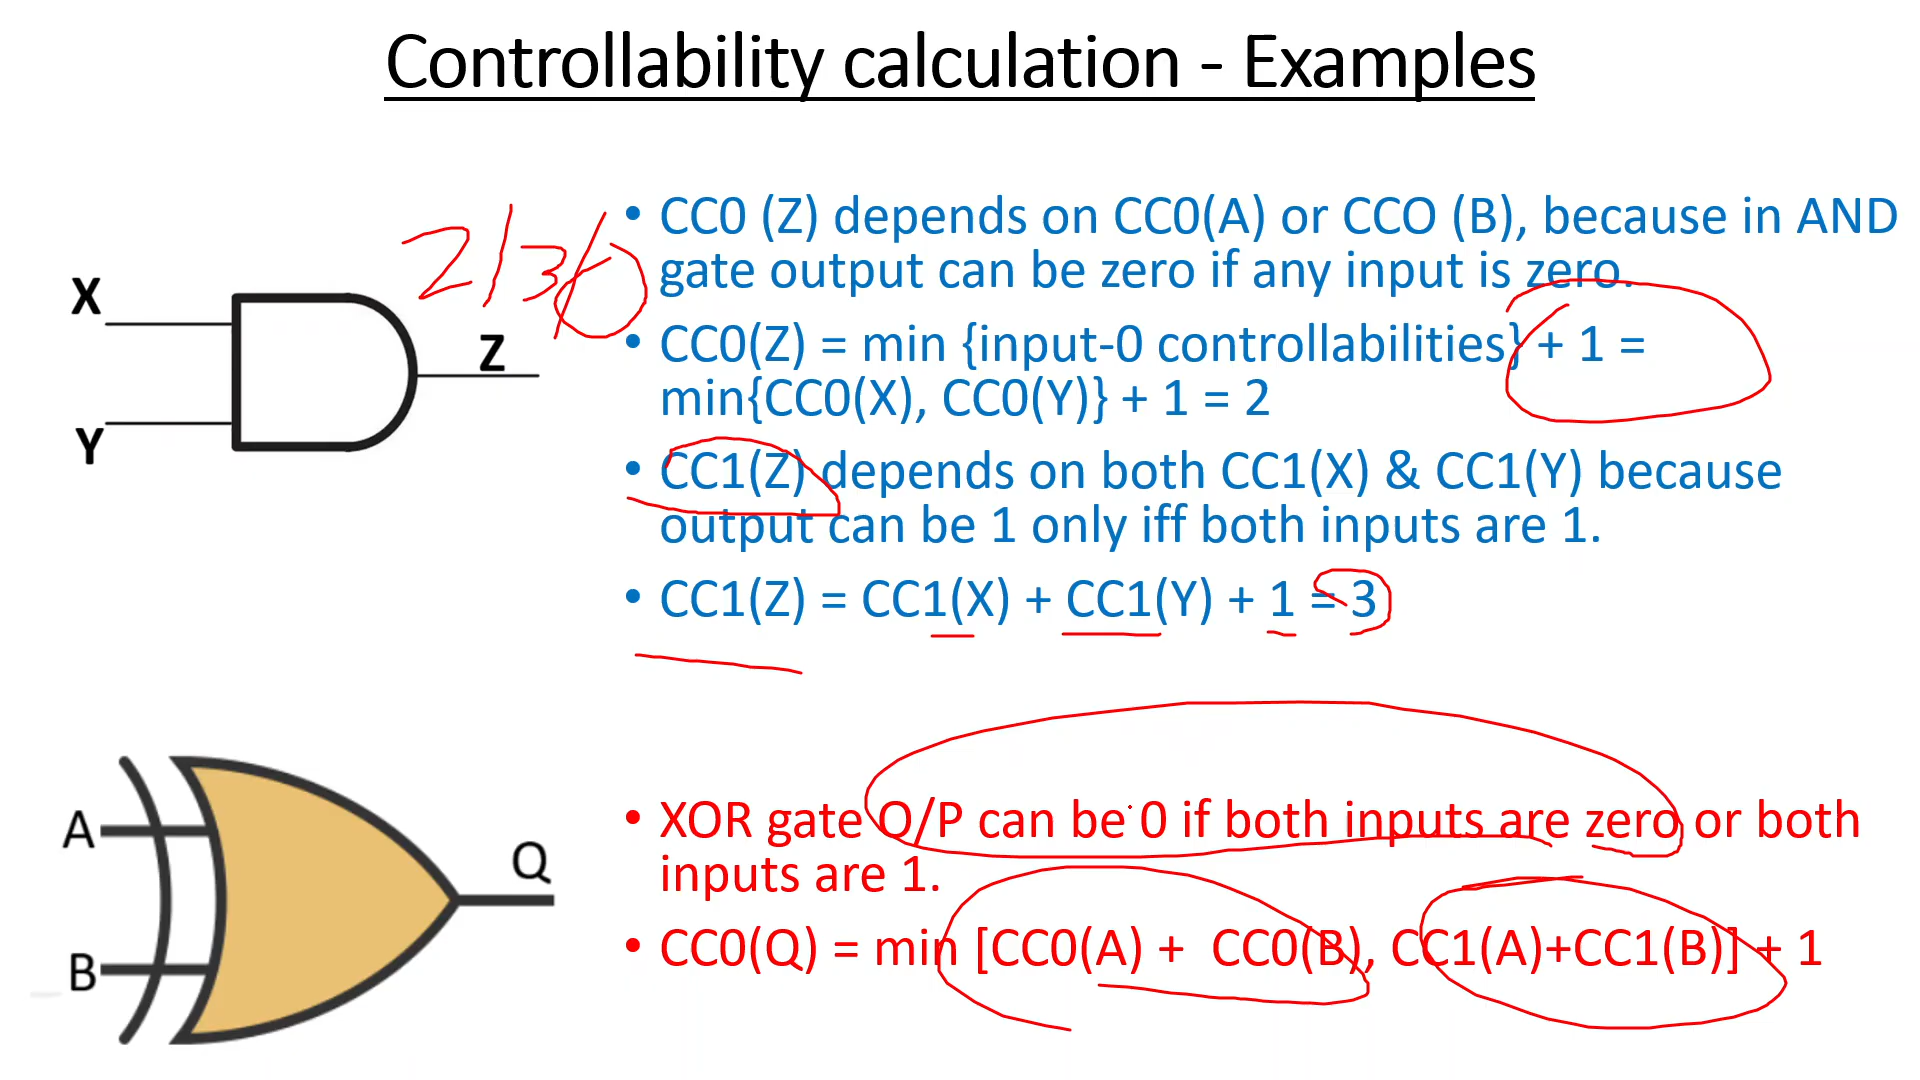 Controllability calculation - Examples
X
Y
Z
2/3/0
• CC0 (Z) depends on CC0(A) or CCO (B), because in AND
gate output can be zero if any input is zero.
• CC0(Z) = min {input-0 controllabilities} + 1 =
min{CC0(X), CC0(Y)} + 1 = 2
• CC1(Z) depends on both CC1(X) & CC1(Y) because
output can be 1 only iff both inputs are 1.
• CC1(Z) = CC1(X) + CC1(Y) + 1 = 3
A
B
Q
• XOR gate O/P can be 0 if both inputs are zero or both
inputs are 1.
• CC0(Q) = min [CC0(A) + CC0(B), CC1(A)+CC1(B)] + 1